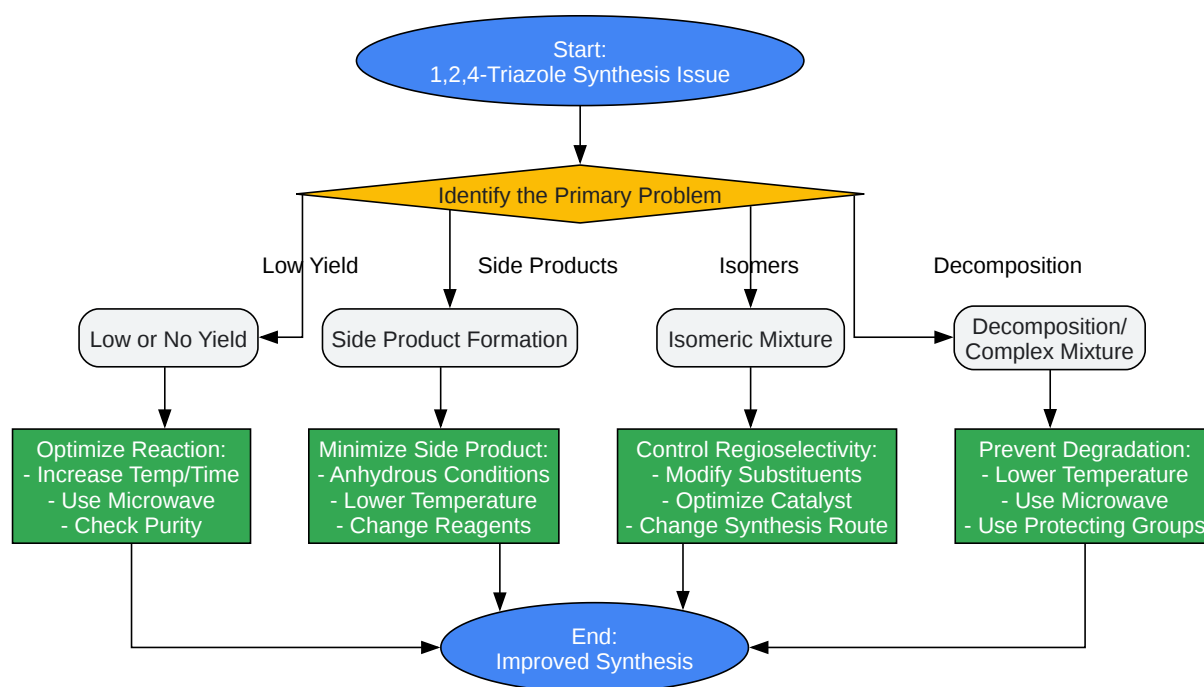 Start:
1,2,4-Triazole Synthesis Issue
Identify the Primary Problem
Low Yield
Side Products
Isomers
Decomposition
Low or No Yield
Side Product Formation
Isomeric Mixture
Decomposition/
Complex Mixture
Optimize Reaction:
- Increase Temp/Time
- Use Microwave
- Check Purity
Minimize Side Product:
- Anhydrous Conditions
- Lower Temperature
- Change Reagents
Control Regioselectivity:
- Modify Substituents
- Optimize Catalyst
- Change Synthesis Route
Prevent Degradation:
- Lower Temperature
- Use Microwave
- Use Protecting Groups
End:
Improved Synthesis